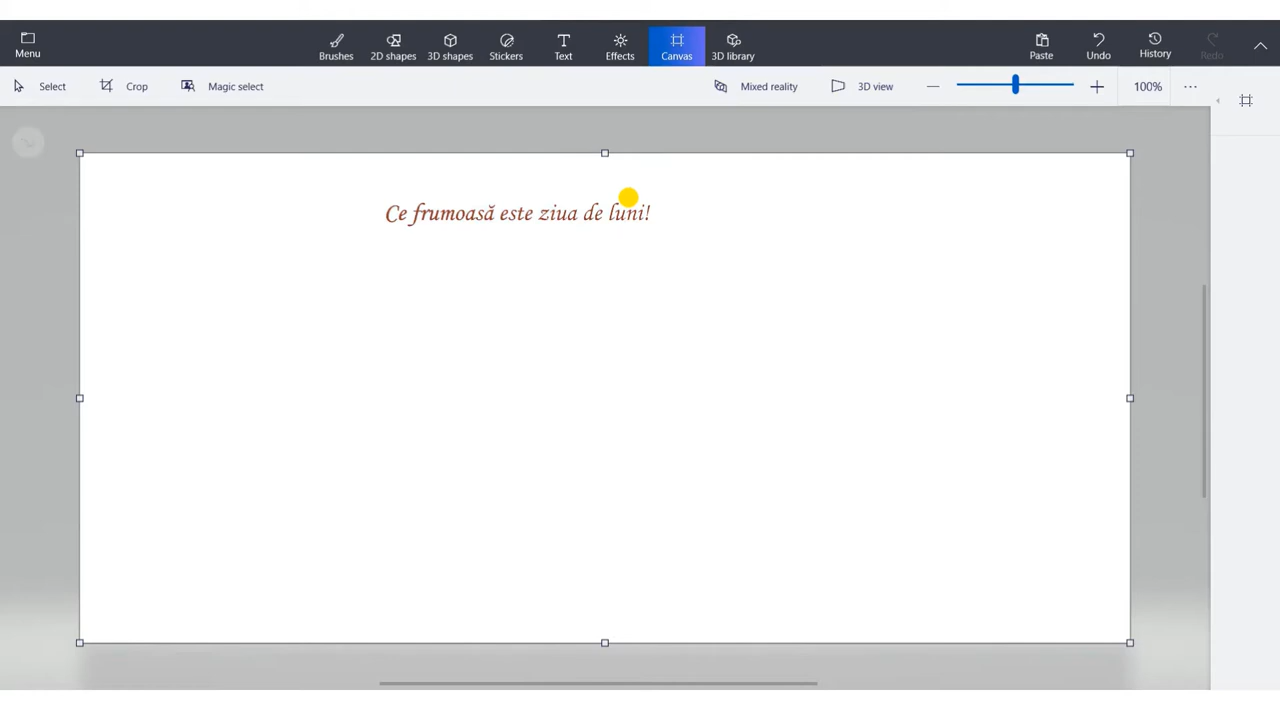 Menu
Brushes
2D shapes
3D shapes
Stickers
Text
Effects
Canvas
3D library
Paste
Undo
History
Redo
Select
Crop
Magic select
Mixed reality
3D view
100%
Ce frumoasă este ziua de luni!